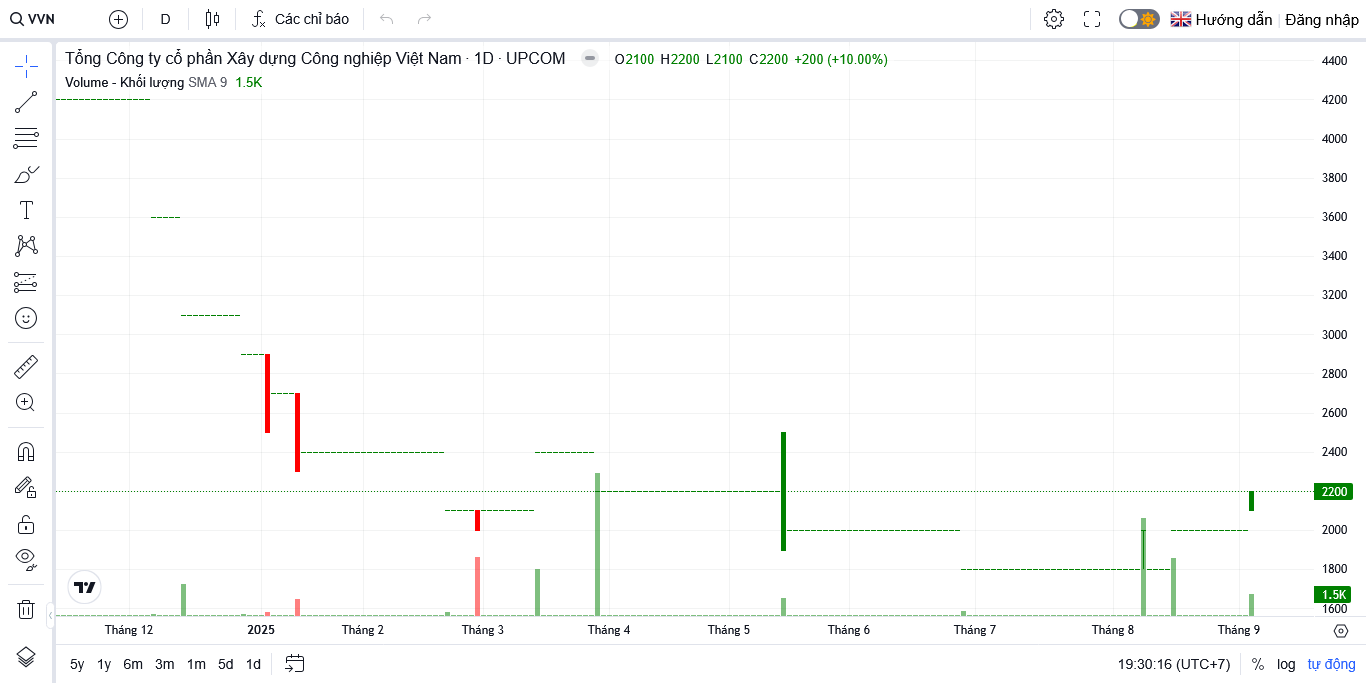 VVN D Các chỉ báo Hướng dẫn Đăng nhập
Tổng Công ty cổ phần Xây dựng Công nghiệp Việt Nam · 1D · UPCOM O2100 H2200 L2100 C2200 +200 (+10.00%)
Volume - Khối lượng SMA 9 1.5K
4400
4200
4000
3800
3600
3400
3200
3000
2800
2600
2400
2200
2000
1800
1.5K
1600
Tháng 12 2025 Tháng 2 Tháng 3 Tháng 4 Tháng 5 Tháng 6 Tháng 7 Tháng 8 Tháng 9
5y 1y 6m 3m 1m 5d 1d 19:30:16 (UTC+7) % log tự động